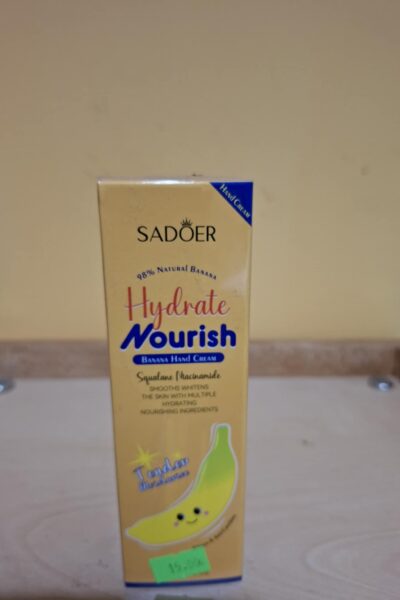 Hand Cream
SADOER
98% Natural Banana
Hydrate
Nourish
Banana Hand Cream
Squalane Niacinamide
SMOOTHS WHITENS
THE SKIN WITH MULTIPLE
HYDRATING
NOURISHING INGREDIENTS
Tender